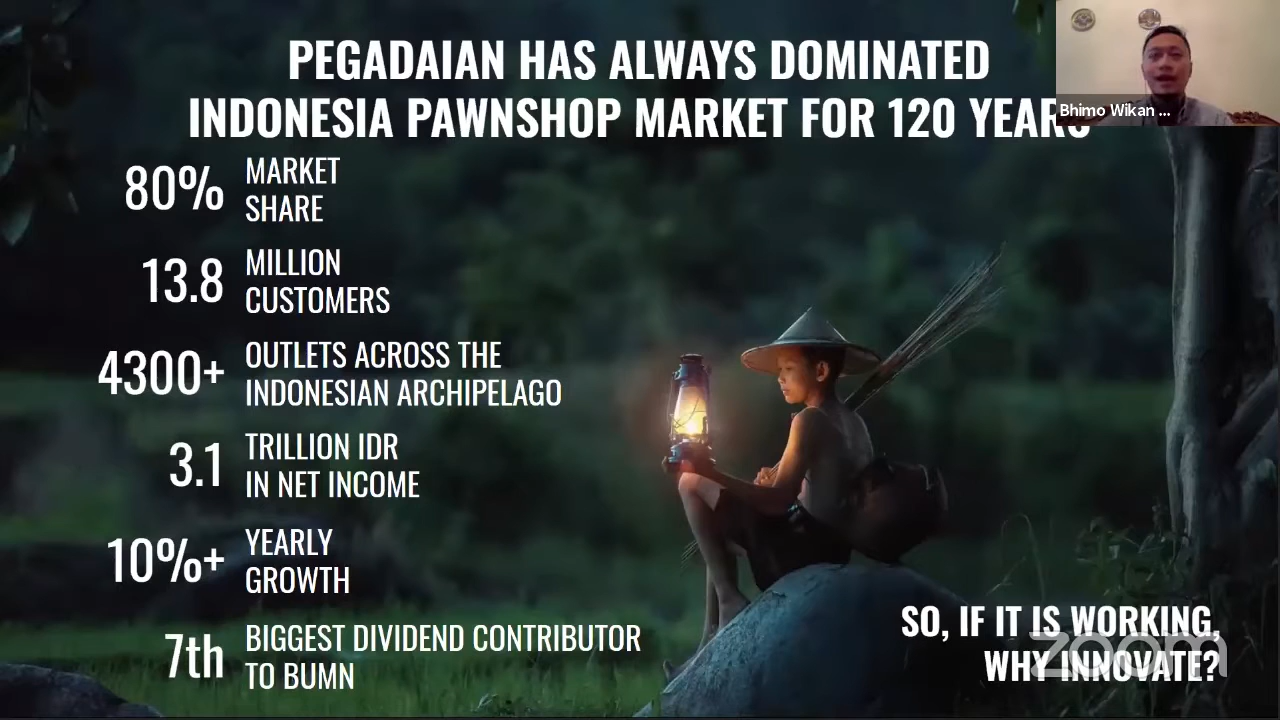 PEGADAIAN HAS ALWAYS DOMINATED
INDONESIA PAWNSHOP MARKET FOR 120 YEARS
Bhimo Wikan ...
80% MARKET
SHARE
13.8 MILLION
CUSTOMERS
4300+ OUTLETS ACROSS THE
INDONESIAN ARCHIPELAGO
3.1 TRILLION IDR
IN NET INCOME
10%+ YEARLY
GROWTH
7th BIGGEST DIVIDEND CONTRIBUTOR
TO BUMN
SO, IF IT IS WORKING,
WHY INNOVATE?
zoom